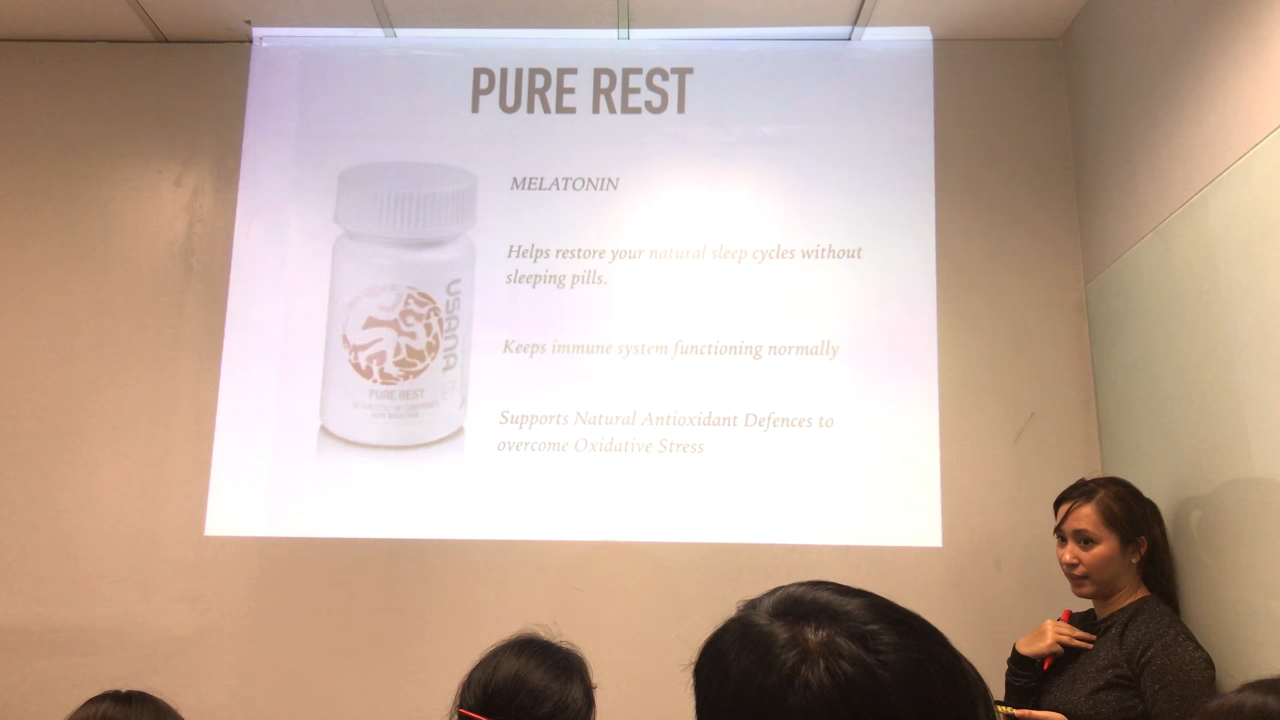 PURE REST
MELATONIN
Helps restore your natural sleep cycles without
sleeping pills.
Keeps immune system functioning normally
Supports Natural Antioxidant Defences to
overcome Oxidative Stress
USANA
PURE REST